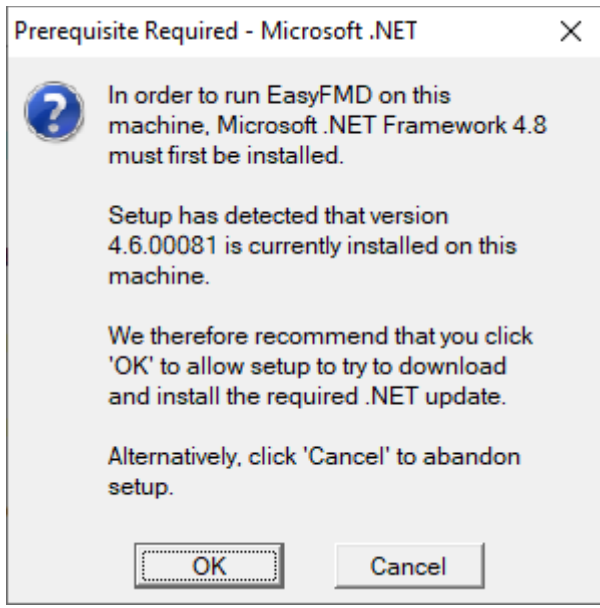 Prerequisite Required - Microsoft .NET
In order to run EasyFMD on this
machine, Microsoft .NET Framework 4.8
must first be installed.
Setup has detected that version
4.6.00081 is currently installed on this
machine.
We therefore recommend that you click
'OK' to allow setup to try to download
and install the required .NET update.
Alternatively, click 'Cancel' to abandon
setup.
OK
Cancel